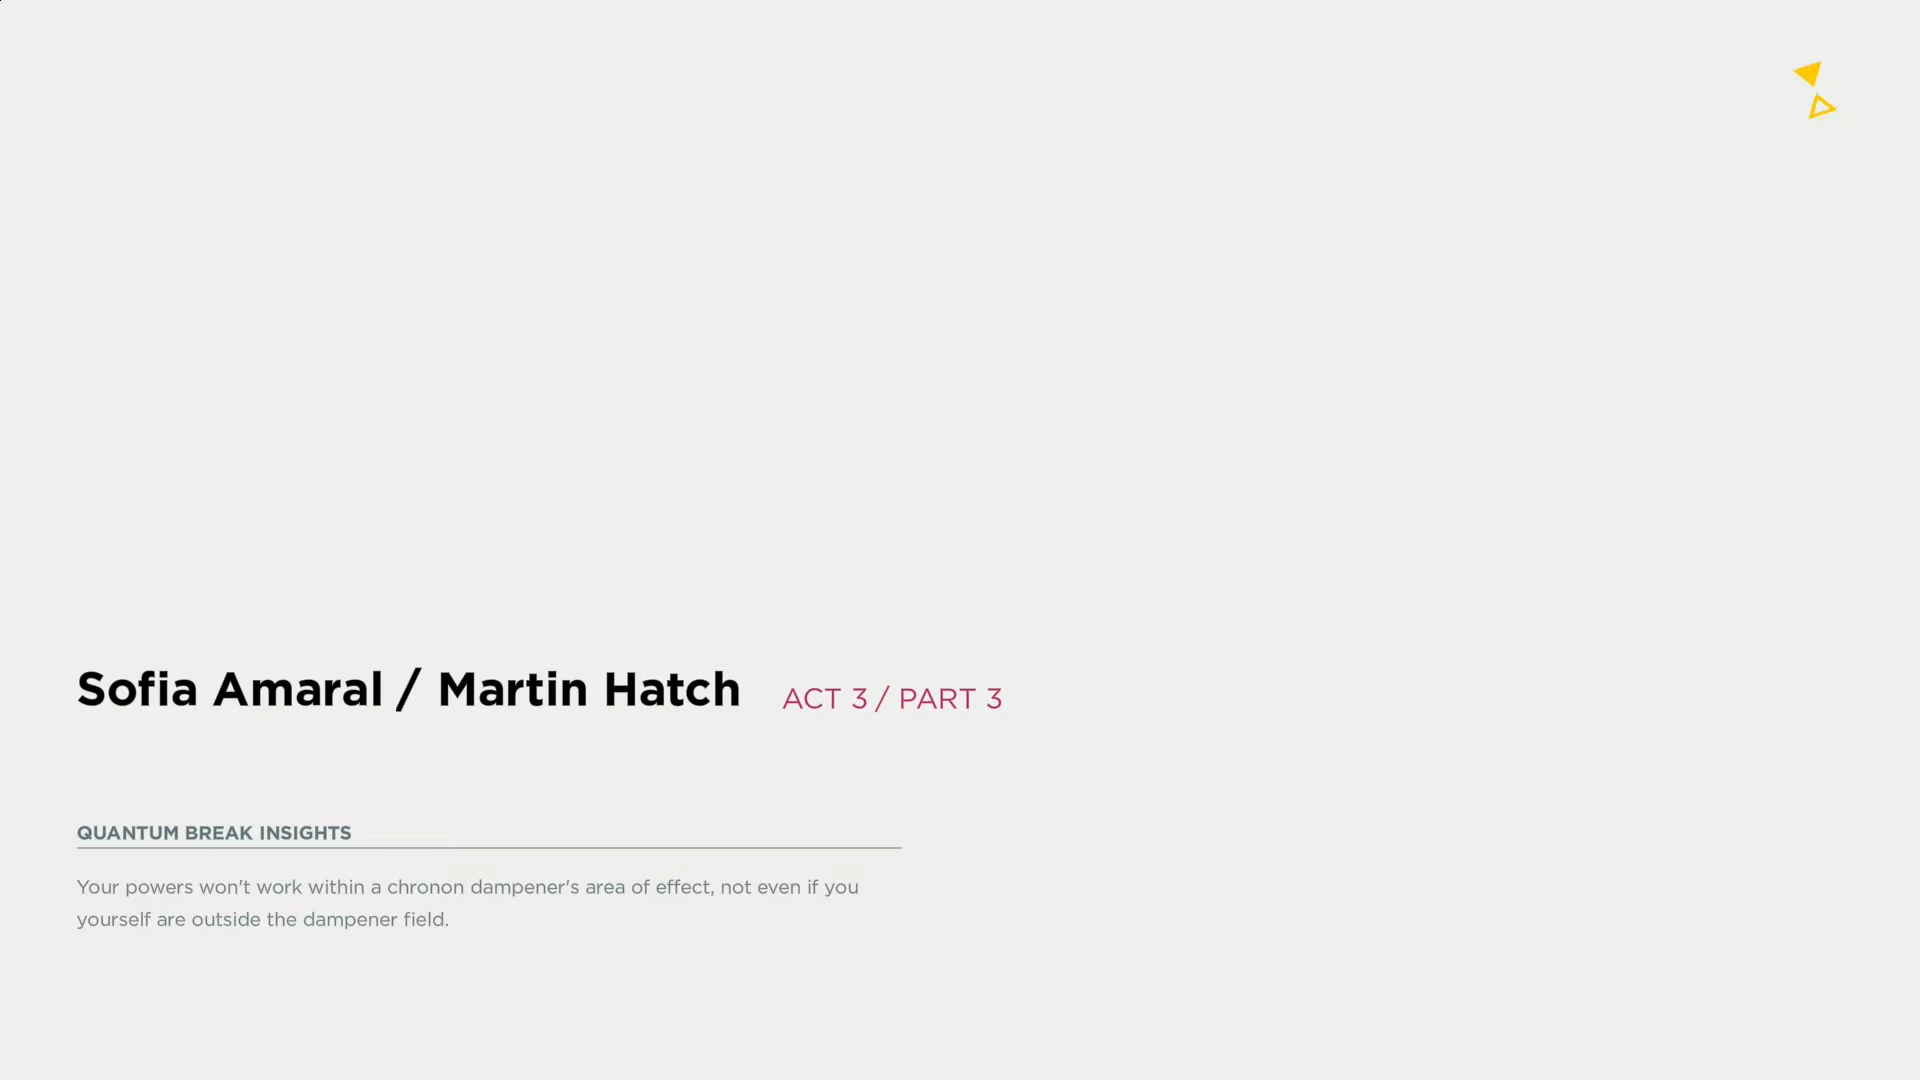 Sofia Amaral / Martin Hatch ACT 3 / PART 3
QUANTUM BREAK INSIGHTS
Your powers won't work within a chronon dampener's area of effect, not even if you
yourself are outside the dampener field.